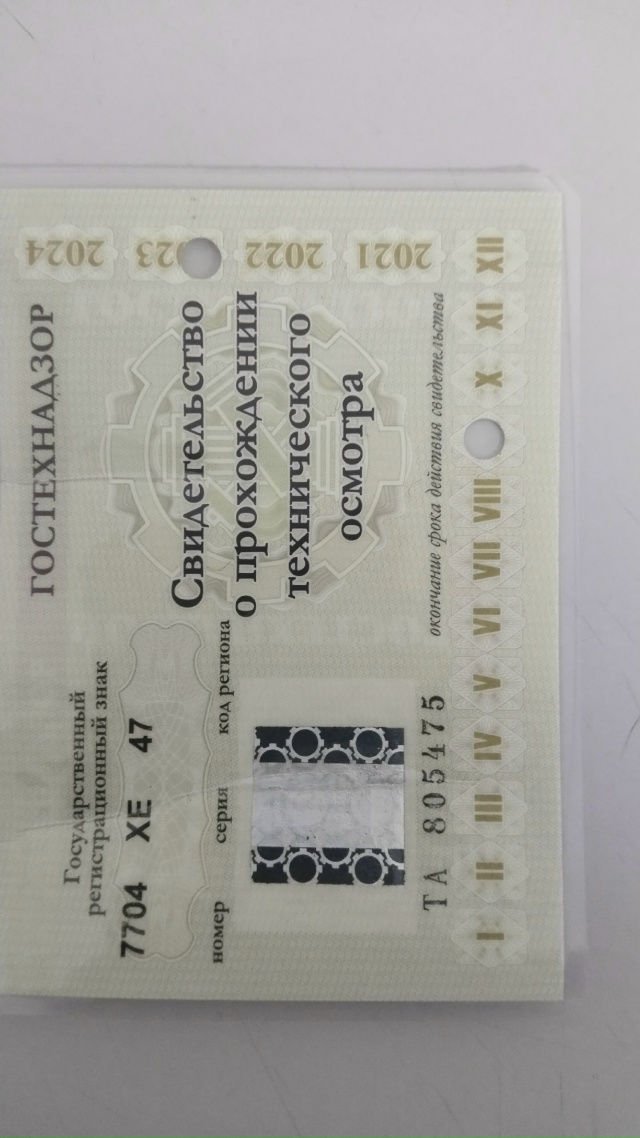 ГОСТЕХНАДЗОР
Государственный
регистрационный знак
7704 ХЕ 47
номер серия код региона
Свидетельство
о прохождении
технического
осмотра
ТА 805475
окончание срока действия свидетельства
I II III IV V VI VII VIII X XI XII
2021
2022
23
2024